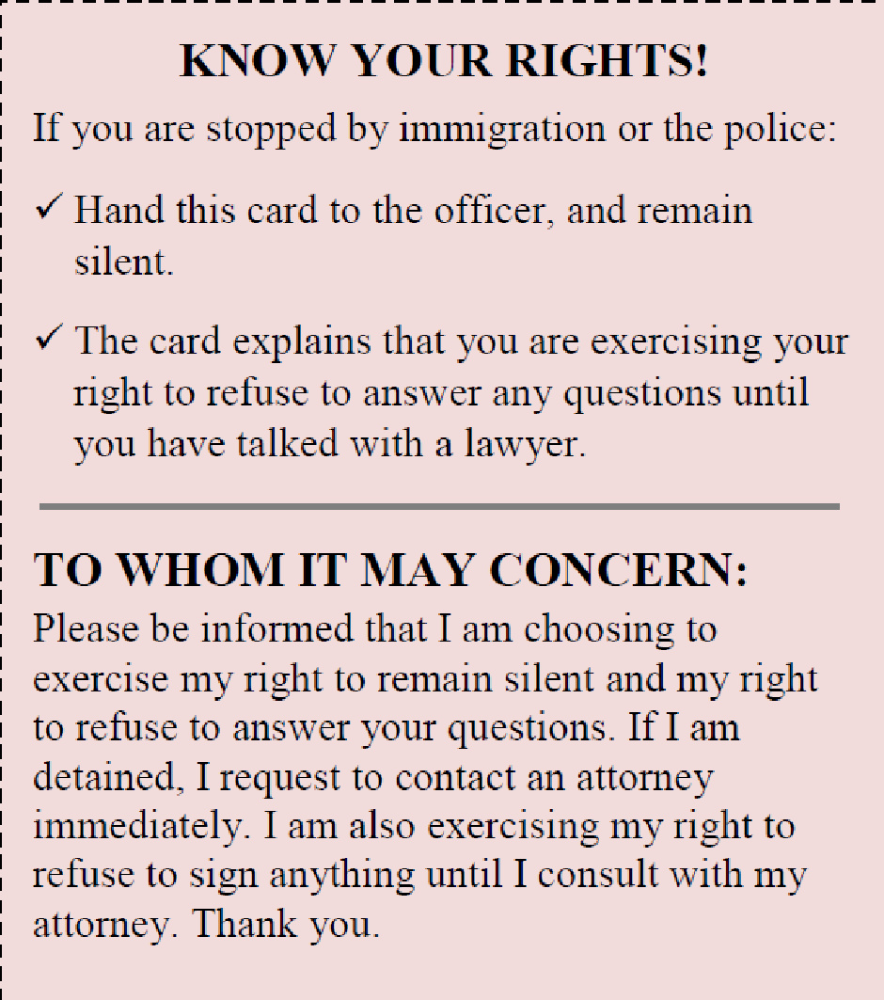 KNOW YOUR RIGHTS!
If you are stopped by immigration or the police:
✓ Hand this card to the officer, and remain
silent.
✓ The card explains that you are exercising your
right to refuse to answer any questions until
you have talked with a lawyer.
TO WHOM IT MAY CONCERN:
Please be informed that I am choosing to
exercise my right to remain silent and my right
to refuse to answer your questions. If I am
detained, I request to contact an attorney
immediately. I am also exercising my right to
refuse to sign anything until I consult with my
attorney. Thank you.